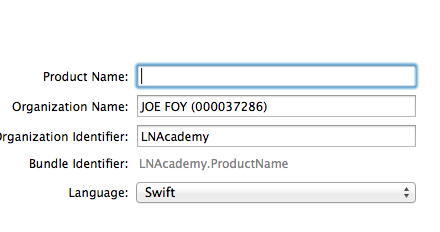 Product Name:
Organization Name: JOE FOY (000037286)
Organization Identifier: LNAcademy
Bundle Identifier: LNAcademy.ProductName
Language: Swift